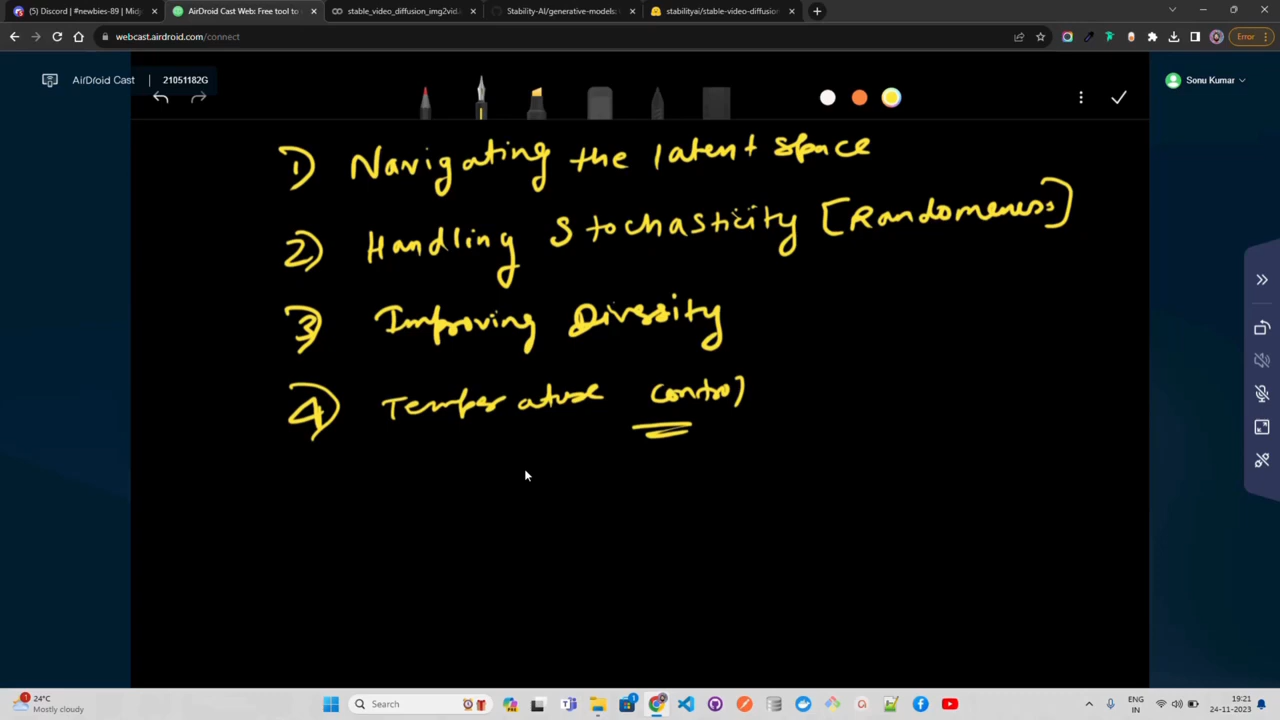 (5) Discord | #newbies-89 | Midj
AirDroid Cast Web: Free tool to
stable_video_diffusion_img2vid.
Stability-AI/generative-models:
stabilityai/stable-video-diffusion
webcast.airdroid.com/connect
Error
AirDroid Cast | 21051182G
Sonu Kumar
1) Navigating the latent space
2) Handling Stochasticity [Randomeness]
3) Improving Diversity
4) Temperature control
24°C
Mostly cloudy
Search
ENG
IN
19:21
24-11-2023